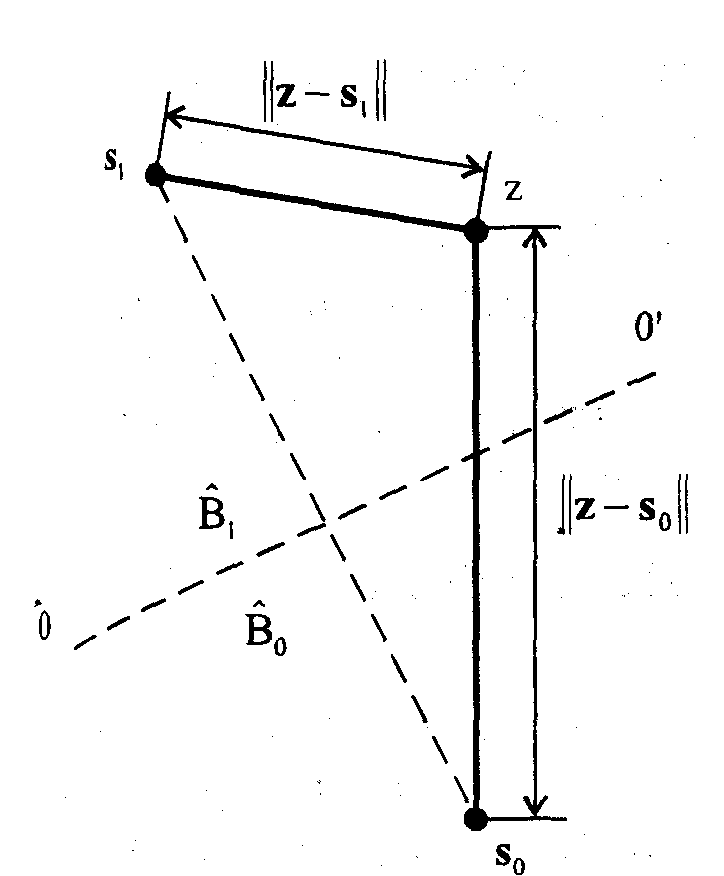 ‖z − s₁‖
s₁
z
0'
B̂₁
‖z − s₀‖
0
B̂₀
s₀